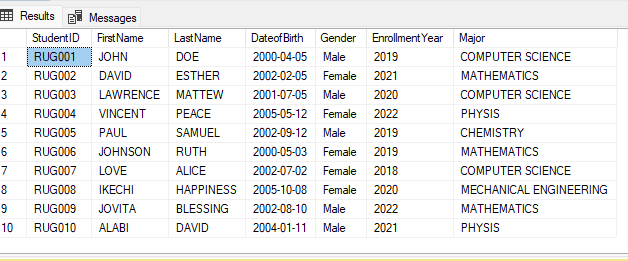 Results Messages
StudentID FirstName LastName DateofBirth Gender EnrollmentYear Major
1 RUG001 JOHN DOE 2000-04-05 Male 2019 COMPUTER SCIENCE
2 RUG002 DAVID ESTHER 2002-02-05 Female 2021 MATHEMATICS
3 RUG003 LAWRENCE MATTEW 2001-07-05 Male 2020 COMPUTER SCIENCE
4 RUG004 VINCENT PEACE 2005-05-12 Female 2022 PHYSIS
5 RUG005 PAUL SAMUEL 2002-09-12 Male 2019 CHEMISTRY
6 RUG006 JOHNSON RUTH 2000-05-03 Female 2019 MATHEMATICS
7 RUG007 LOVE ALICE 2002-07-02 Female 2018 COMPUTER SCIENCE
8 RUG008 IKECHI HAPPINESS 2005-10-08 Female 2020 MECHANICAL ENGINEERING
9 RUG009 JOVITA BLESSING 2002-08-10 Male 2022 MATHEMATICS
10 RUG010 ALABI DAVID 2004-01-11 Male 2021 PHYSIS